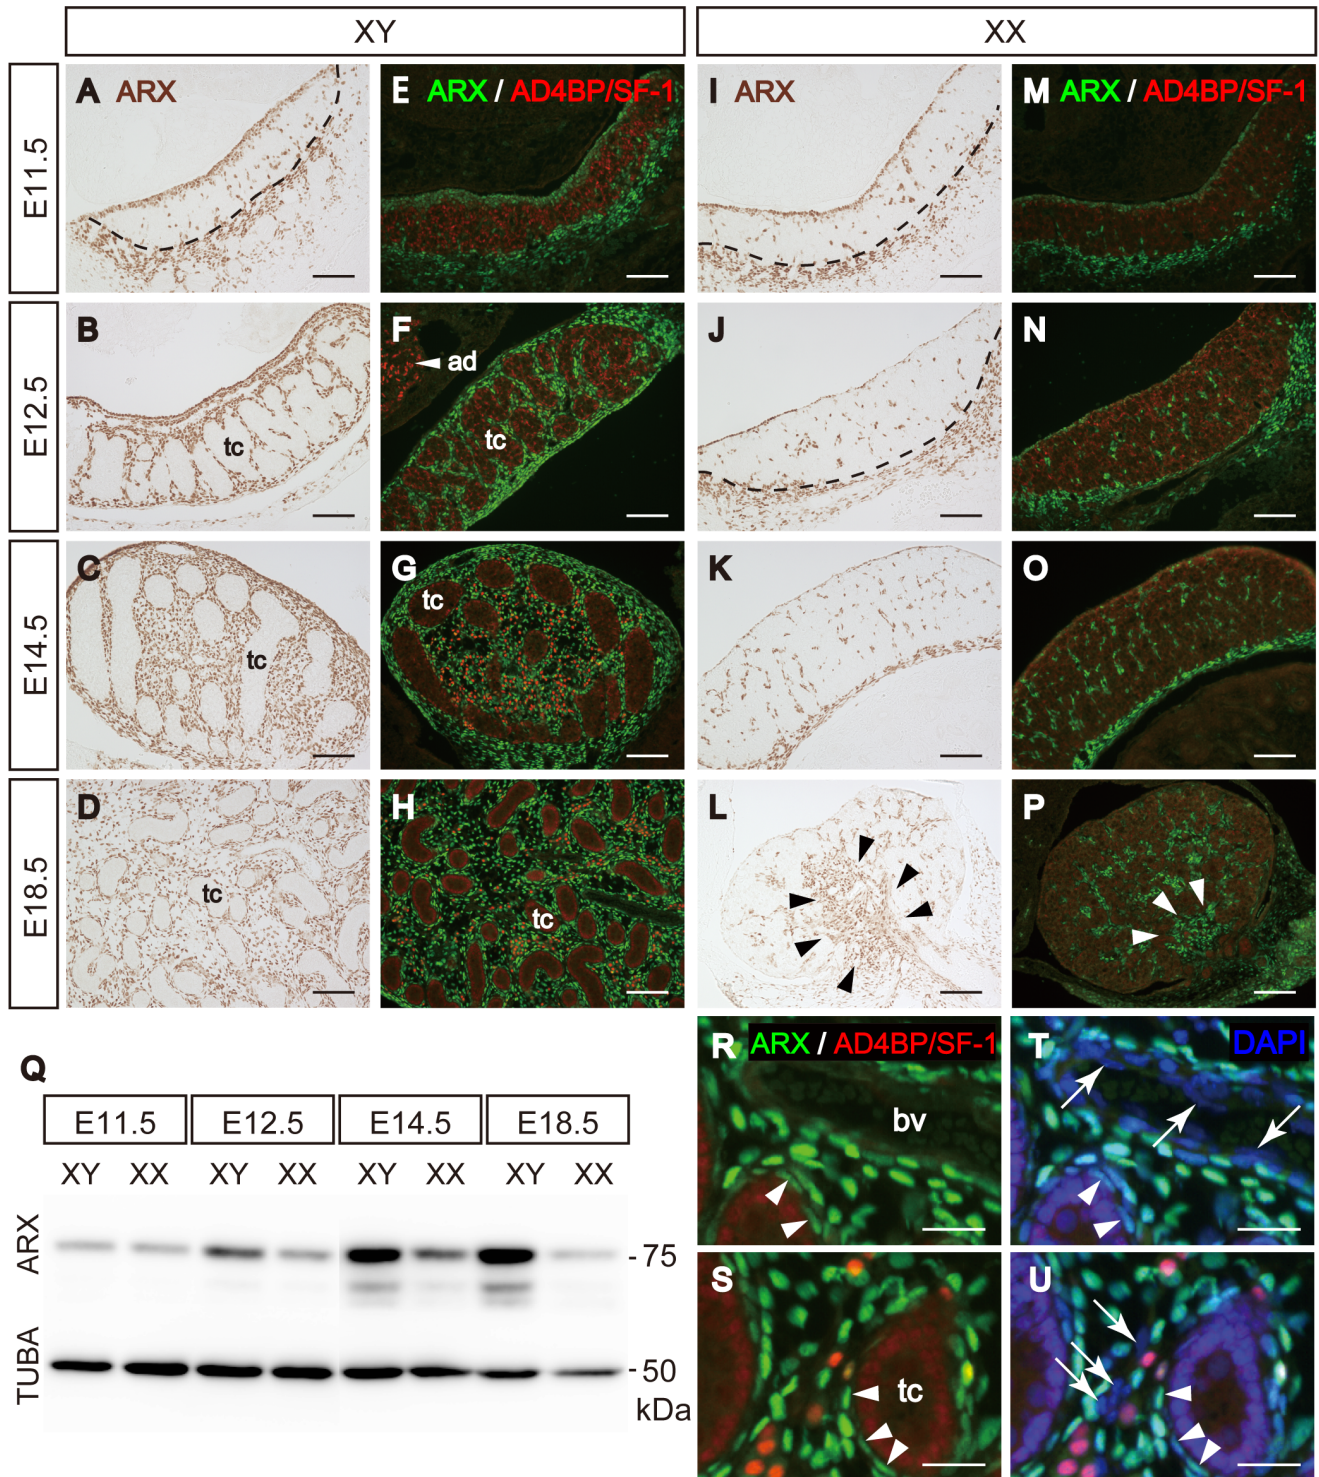 XY
XX
E11.5
A ARX
E ARX / AD4BP/SF-1
I ARX
M ARX / AD4BP/SF-1
E12.5
B
tc
F
ad
tc
J
N
E14.5
C
tc
G
tc
K
O
E18.5
D
tc
H
tc
L
P
Q
E11.5 E12.5 E14.5 E18.5
XY XX XY XX XY XX XY XX
ARX
- 75
TUBA
- 50
kDa
R ARX / AD4BP/SF-1
bv
T DAPI
S
tc
U